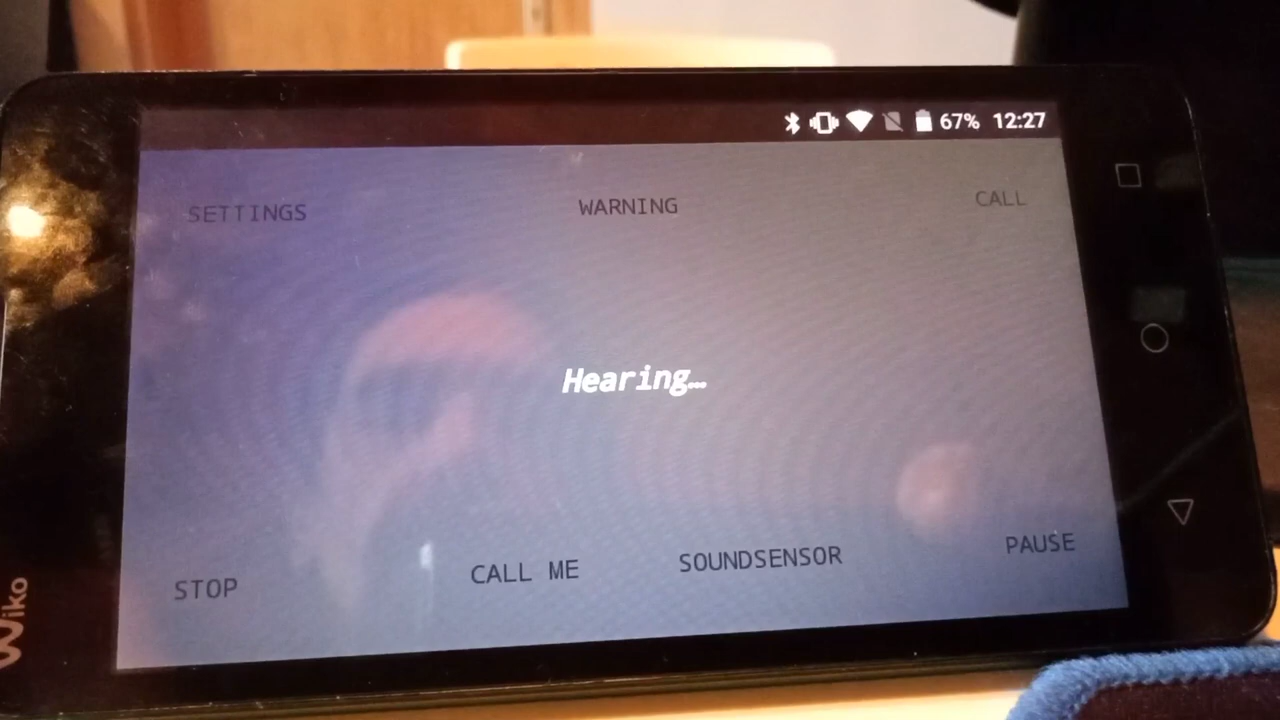 67% 12:27
SETTINGS WARNING CALL
Hearing...
STOP CALL ME SOUNDSENSOR PAUSE
Wiko